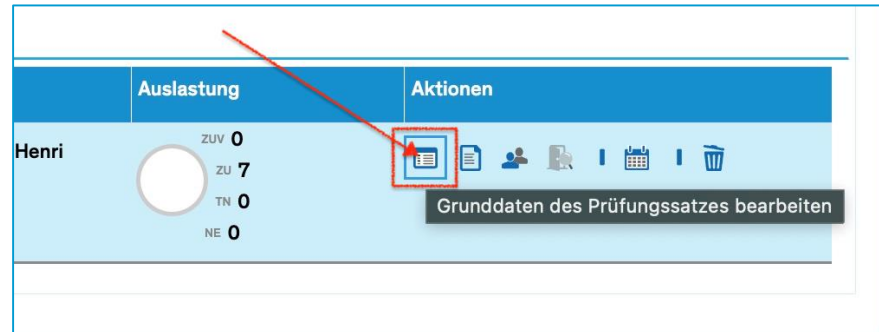 Auslastung
Aktionen
Henri
ZUV 0
ZU 7
TN 0
NE 0
Grunddaten des Prüfungssatzes bearbeiten